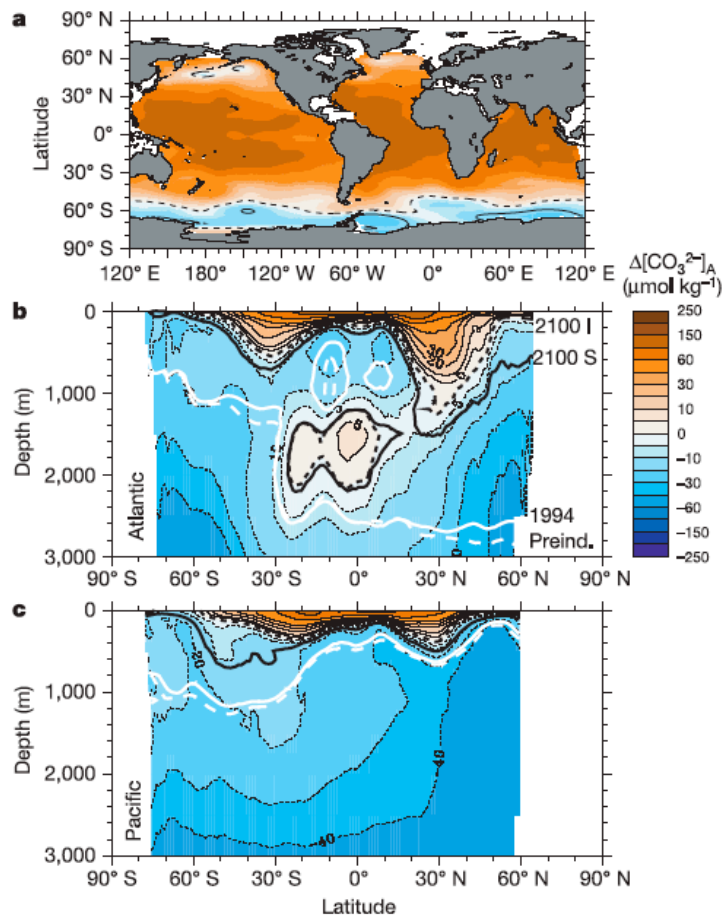 a
90° N
60° N
30° N
0°
30° S
60° S
90° S
Latitude
120° E 180° W 120° W 60° W 0° 60° E 120° E
Δ[CO₃²⁻]A
(μmol kg⁻¹)
250
150
60
30
10
0
−10
−30
−60
−150
−250
b
0
1,000
2,000
3,000
Depth (m)
Atlantic
2100 I
2100 S
1994
Preind.
90° S 60° S 30° S 0° 30° N 60° N 90° N
c
0
1,000
2,000
3,000
Depth (m)
Pacific
-20
-40
-40
90° S 60° S 30° S 0° 30° N 60° N 90° N
Latitude